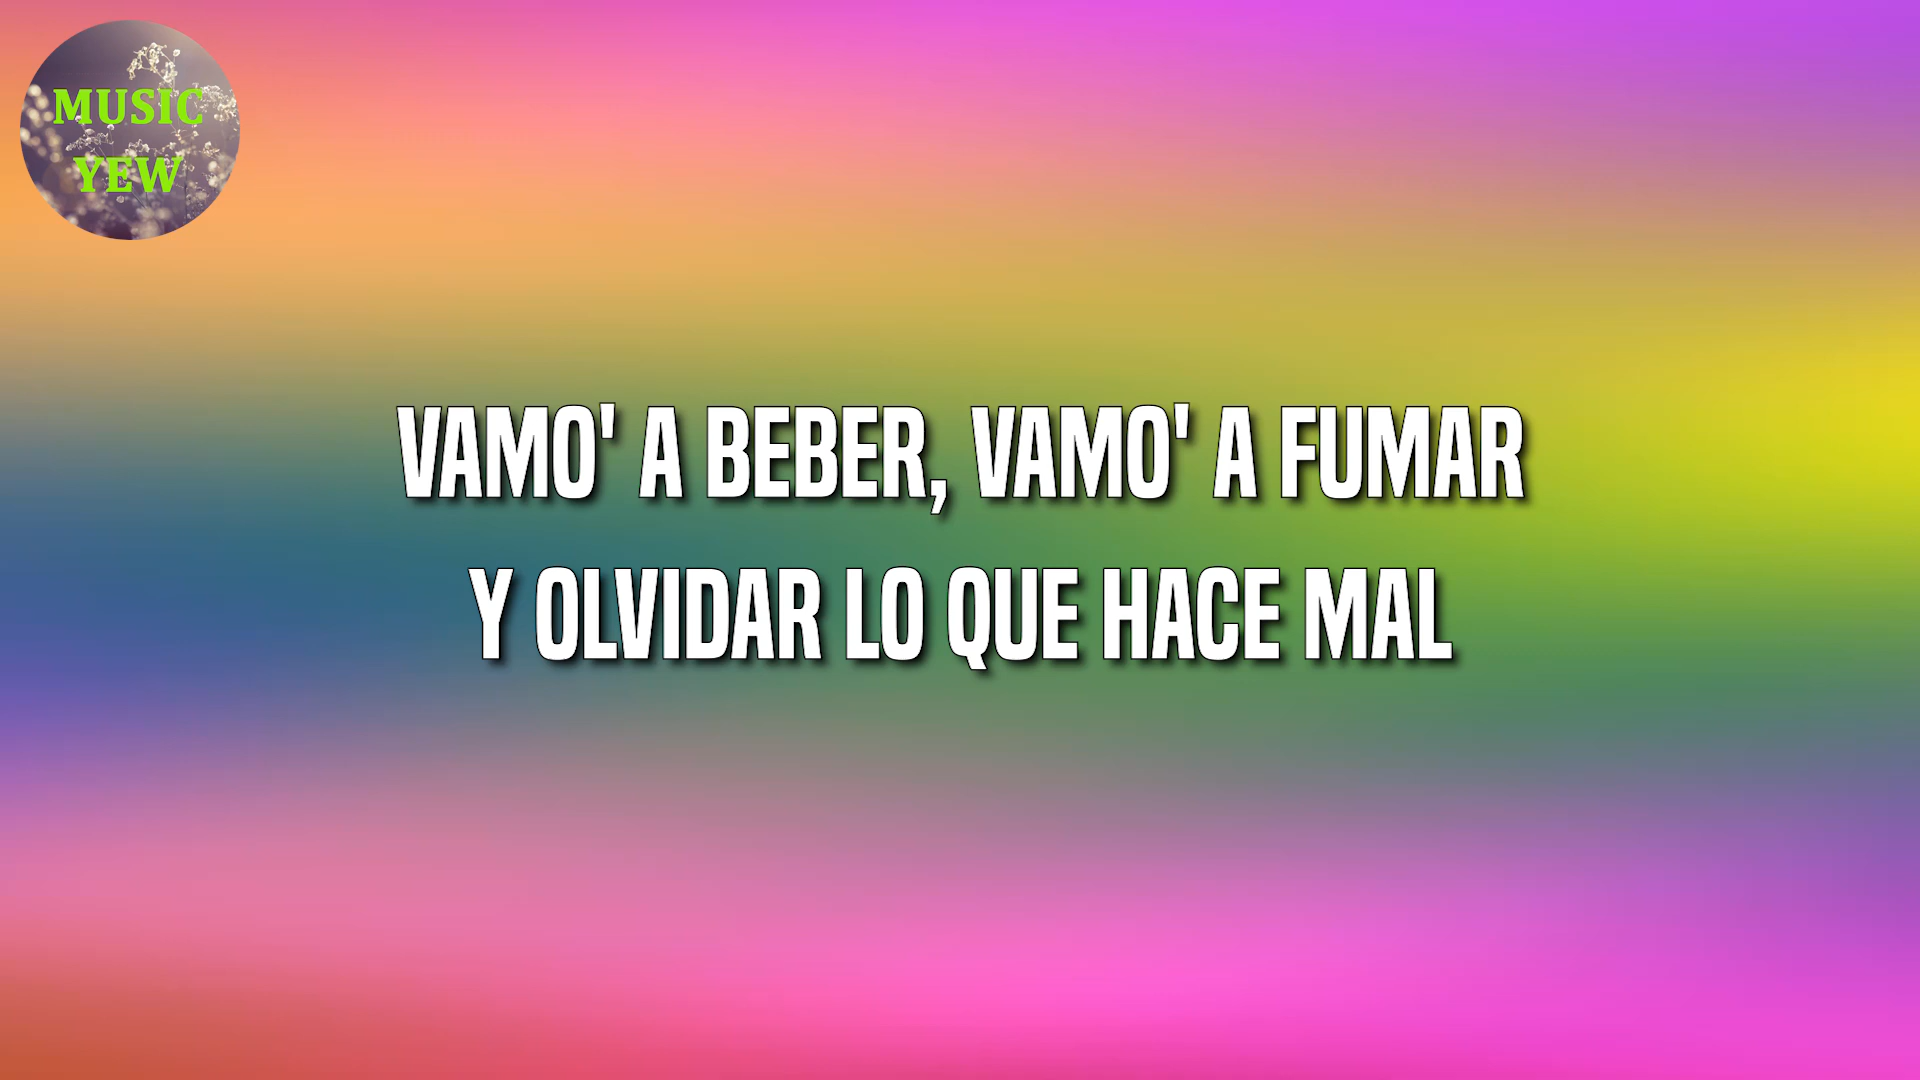 MUSIC
YEW
VAMO' A BEBER, VAMO' A FUMAR
Y OLVIDAR LO QUE HACE MAL